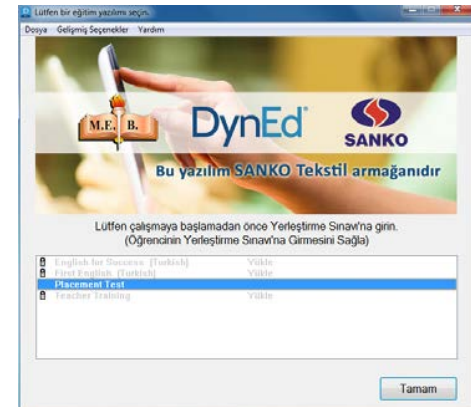 Lütfen bir eğitim yazılımı seçin.
Dosya Gelişmiş Seçenekler Yardım
M.E. B.
DynEd
SANKO
Bu yazılım SANKO Tekstil armağanıdır
Lütfen çalışmaya başlamadan önce Yerleştirme Sınavı'na girin.
(Öğrencinin Yerleştirme Sınavı'na Girmesini Sağla)
English for Success (Turkish) Yükle
First English (Turkish) Yükle
Placement Test
Teacher Training Yükle
Tamam